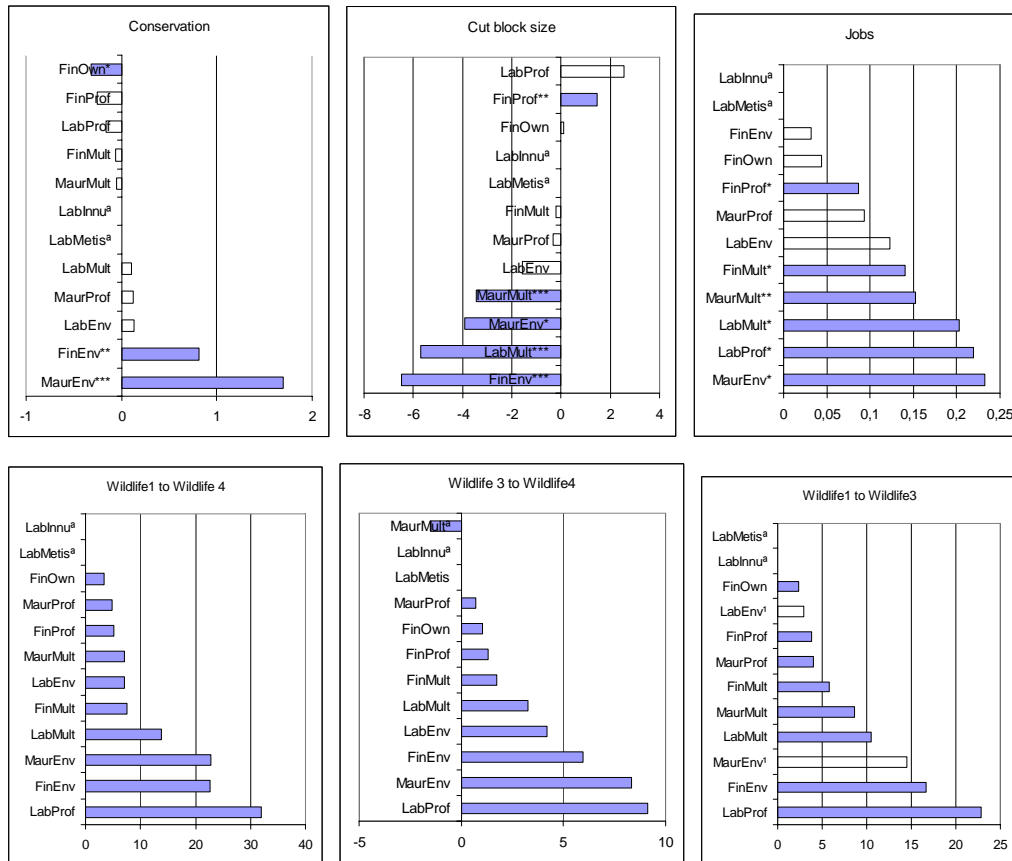 Conservation
FinOwn*
FinProf
LabProf
FinMult
MaurMult
LabInnuª
LabMetisª
LabMult
MaurProf
LabEnv
FinEnv**
MaurEnv***
-1 0 1 2
Cut block size
LabProf
FinProf**
FinOwn
LabInnuª
LabMetisª
FinMult
MaurProf
LabEnv
MaurMult***
MaurEnv*
LabMult***
FinEnv***
-8 -6 -4 -2 0 2 4
Jobs
LabInnuª
LabMetisª
FinEnv
FinOwn
FinProf*
MaurProf
LabEnv
FinMult*
MaurMult**
LabMult*
LabProf*
MaurEnv*
0 0,05 0,1 0,15 0,2 0,25
Wildlife1 to Wildlife 4
LabInnuª
LabMetisª
FinOwn
MaurProf
FinProf
MaurMult
LabEnv
FinMult
LabMult
MaurEnv
FinEnv
LabProf
0 10 20 30 40
Wildlife 3 to Wildlife4
MaurMultª
LabInnuª
LabMetis
MaurProf
FinOwn
FinProf
FinMult
LabMult
LabEnv
FinEnv
MaurEnv
LabProf
-5 0 5 10
Wildlife1 to Wildlife3
LabMetisª
LabInnuª
FinOwn
LabEnv¹
FinProf
MaurProf
FinMult
MaurMult
LabMult
MaurEnv¹
FinEnv
LabProf
0 5 10 15 20 25